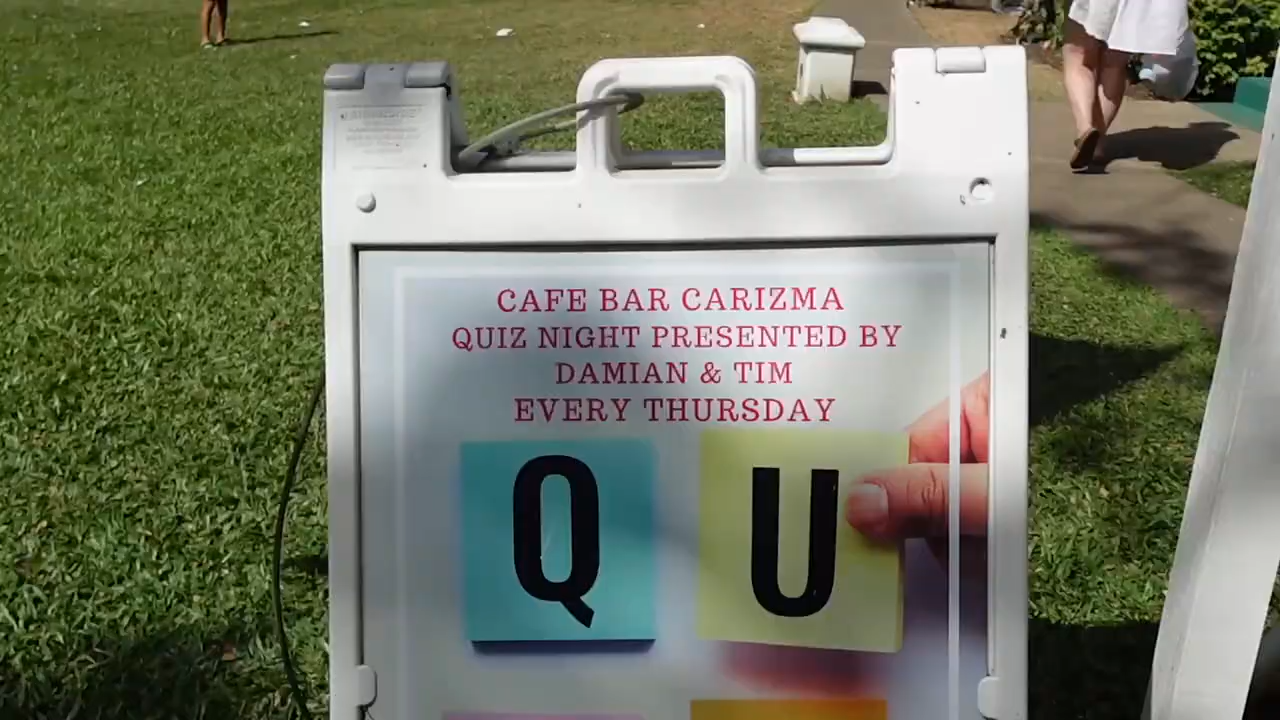 CAFE BAR CARIZMA
QUIZ NIGHT PRESENTED BY
DAMIAN & TIM
EVERY THURSDAY
Q U